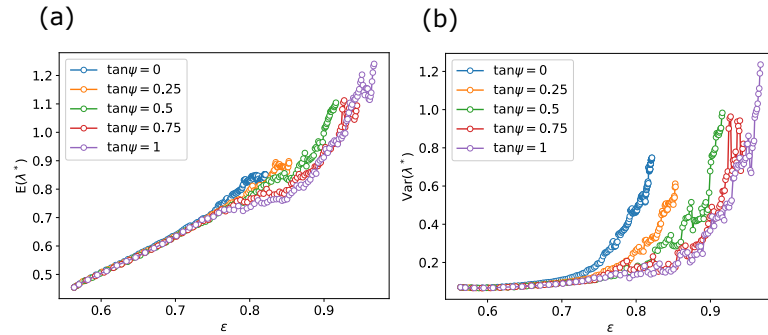 (a)
(b)
E(λ*)
1.2
1.1
1.0
0.9
0.8
0.7
0.6
0.5
tanψ = 0
tanψ = 0.25
tanψ = 0.5
tanψ = 0.75
tanψ = 1
0.6 0.7 0.8 0.9
ε
Var(λ*)
1.2
1.0
0.8
0.6
0.4
0.2
tanψ = 0
tanψ = 0.25
tanψ = 0.5
tanψ = 0.75
tanψ = 1
0.6 0.7 0.8 0.9
ε